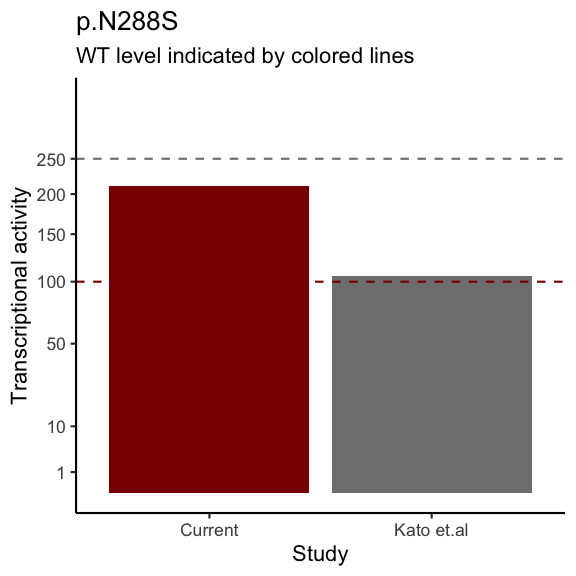 p.N288S
WT level indicated by colored lines
Transcriptional activity
250
200
150
100
50
10
1
Current
Kato et.al
Study